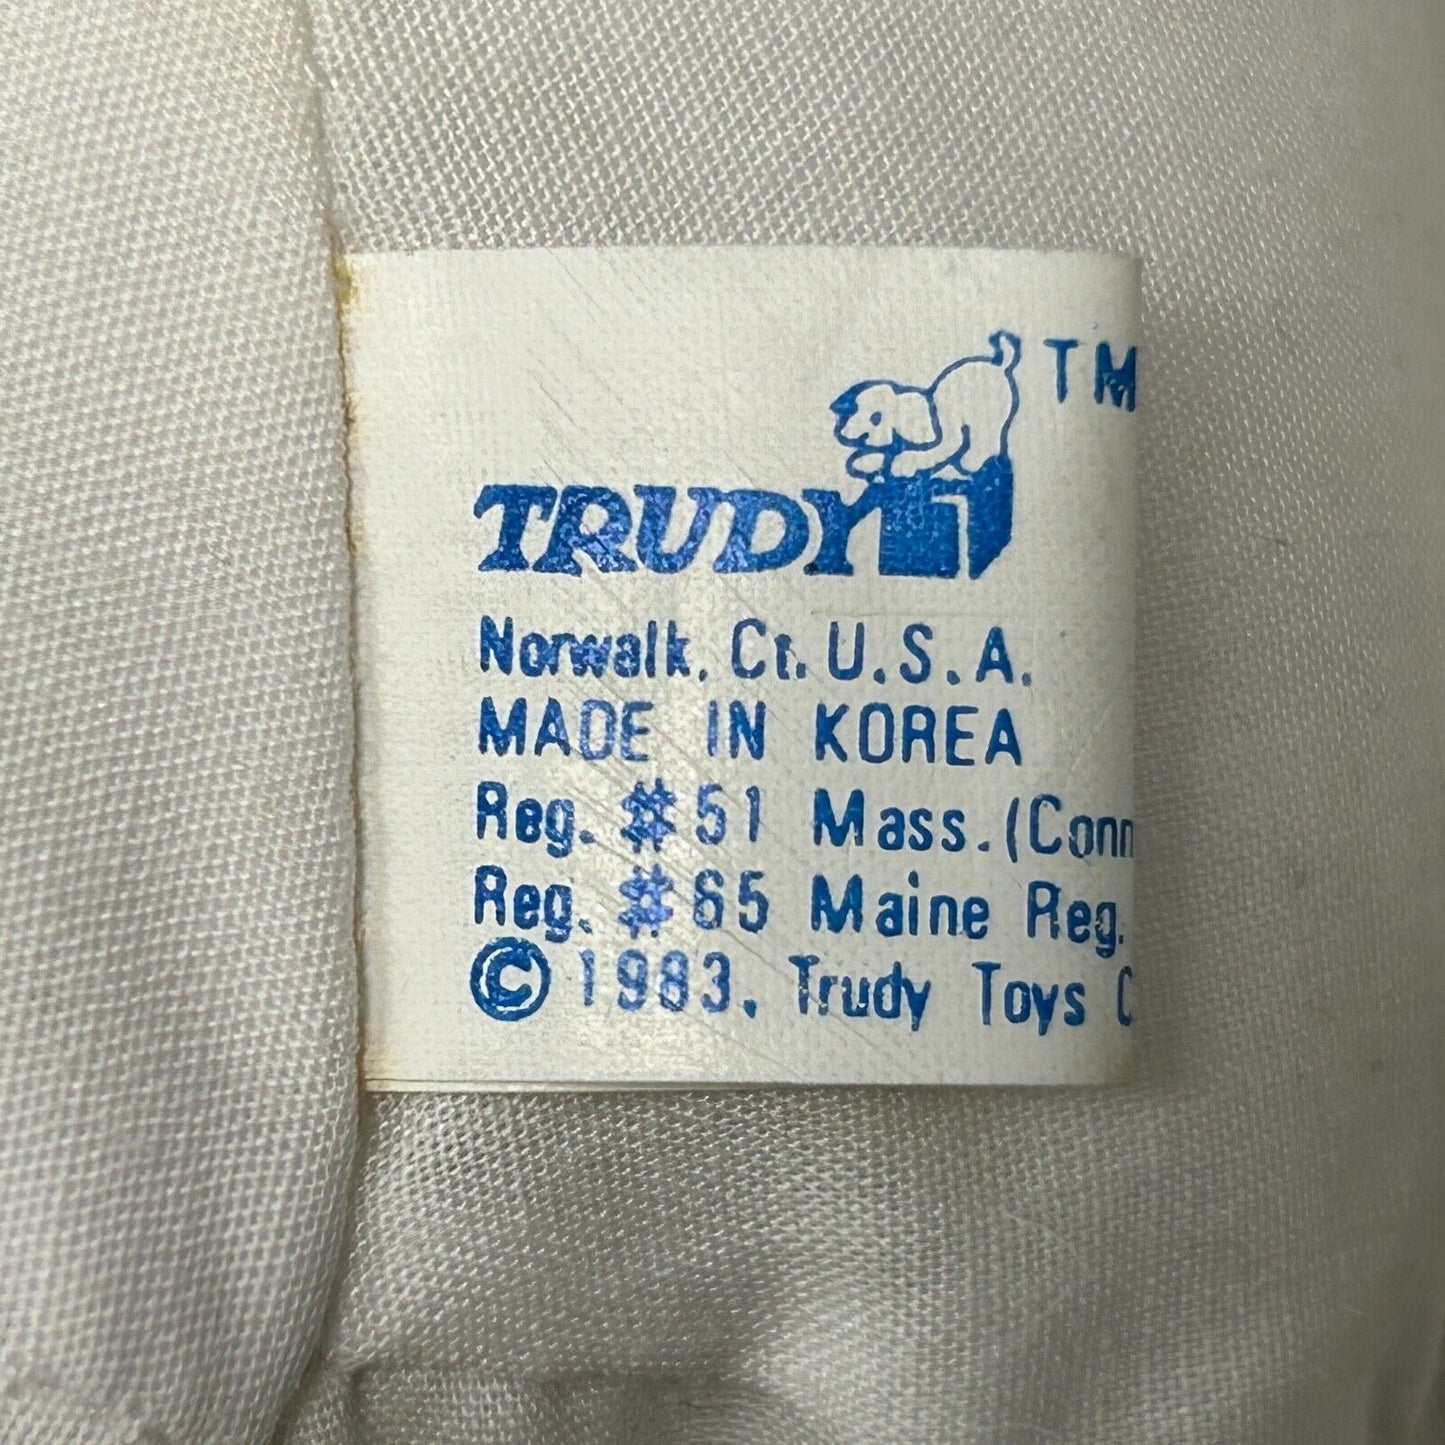 TM
TRUDY
Norwalk, Ct. U.S.A.
MADE IN KOREA
Reg. #51 Mass. (Conn
Reg. #65 Maine Reg.
© 1983, Trudy Toys C